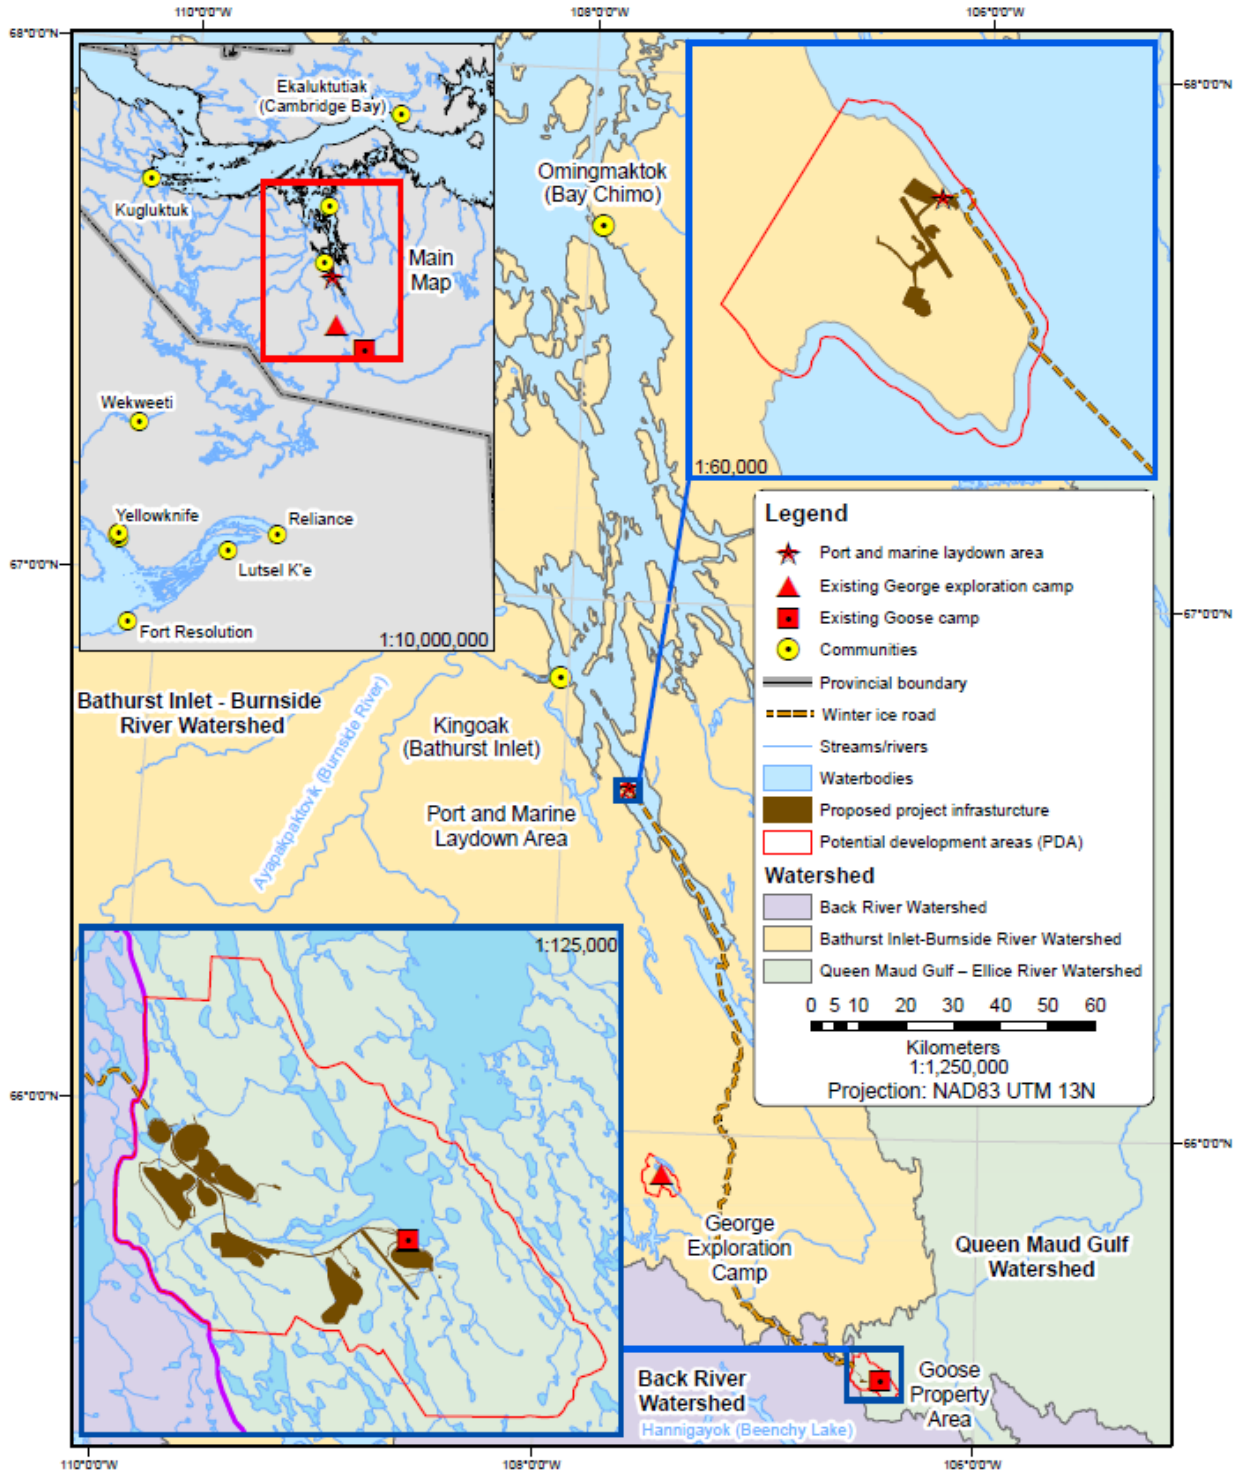 110°0'0"W
108°0'0"W
106°0'0"W
68°0'0"N
68°0'0"N
Ekaluktutiak
(Cambridge Bay)
Kugluktuk
Main
Map
Wekweeti
Yellowknife
Reliance
Lutsel K'e
Fort Resolution
1:10,000,000
Omingmaktok
(Bay Chimo)
1:60,000
67°0'0"N
67°0'0"N
Legend
Port and marine laydown area
Existing George exploration camp
Existing Goose camp
Communities
Provincial boundary
Winter ice road
Streams/rivers
Waterbodies
Proposed project infrasturcture
Potential development areas (PDA)
Watershed
Back River Watershed
Bathurst Inlet-Burnside River Watershed
Queen Maud Gulf – Ellice River Watershed
0 5 10 20 30 40 50 60
Kilometers
1:1,250,000
Projection: NAD83 UTM 13N
Bathurst Inlet - Burnside
River Watershed
Ayapakpaktovik (Burnside River)
Kingoak
(Bathurst Inlet)
Port and Marine
Laydown Area
1:125,000
66°0'0"N
66°0'0"N
George
Exploration
Camp
Queen Maud Gulf
Watershed
Back River
Watershed
Hannigayok (Beenchy Lake)
Goose
Property
Area
110°0'0"W
108°0'0"W
106°0'0"W